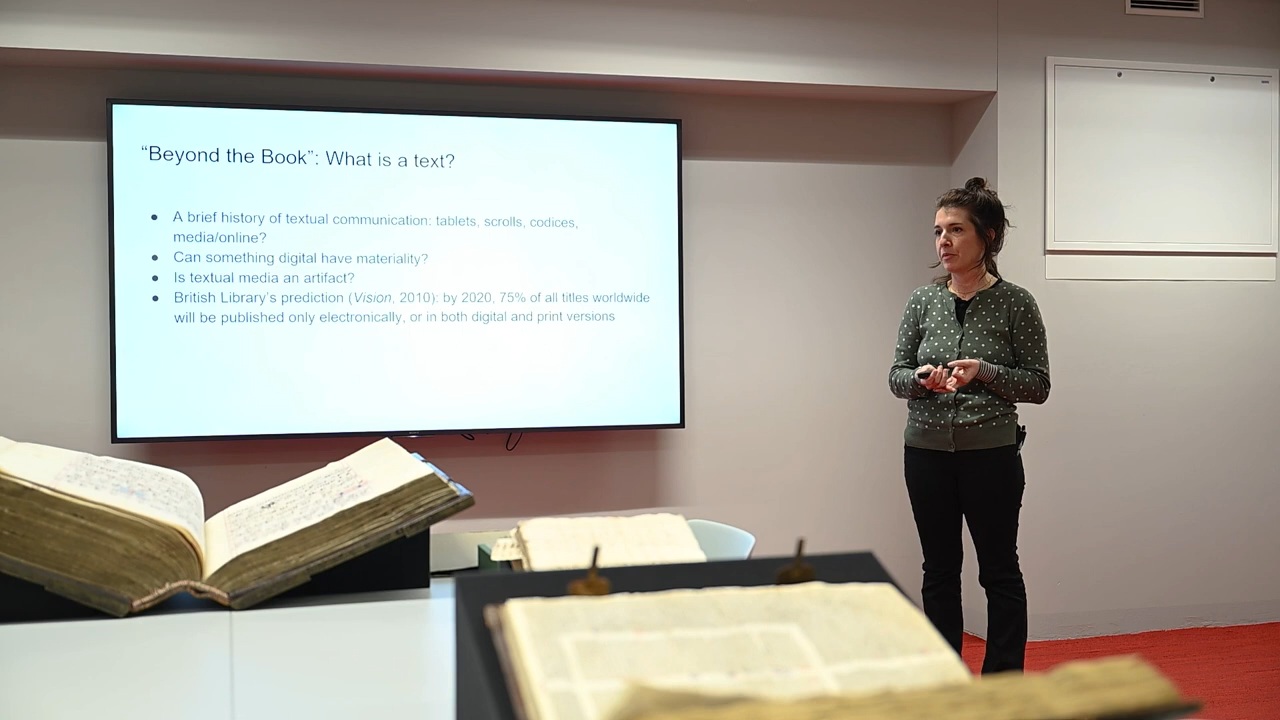 “Beyond the Book”: What is a text?
● A brief history of textual communication: tablets, scrolls, codices,
media/online?
● Can something digital have materiality?
● Is textual media an artifact?
● British Library's prediction (Vision, 2010): by 2020, 75% of all titles worldwide
will be published only electronically, or in both digital and print versions